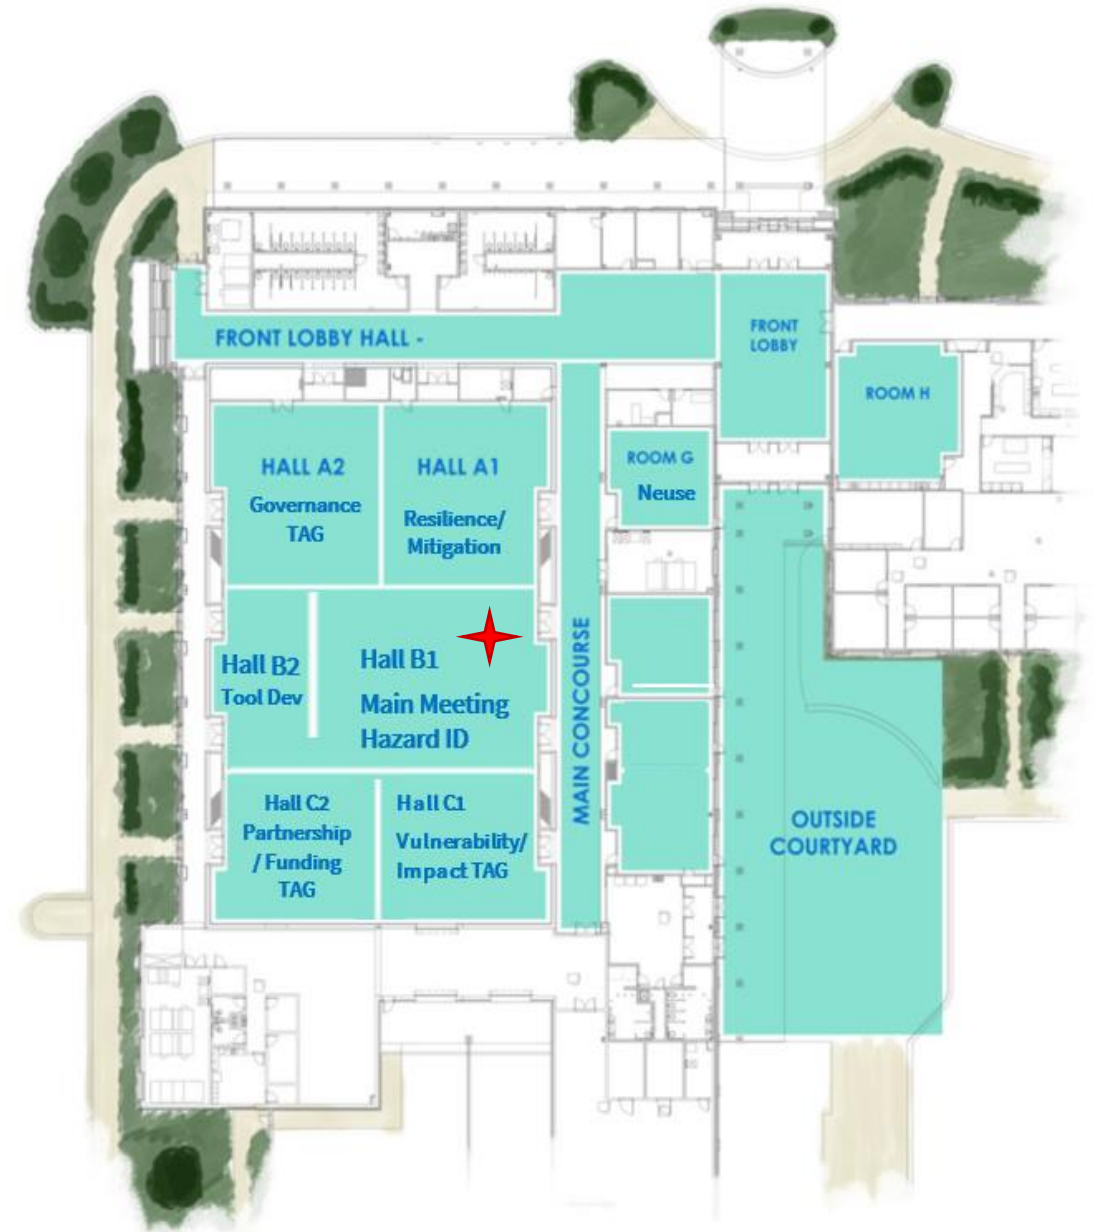 FRONT LOBBY HALL -
FRONT
LOBBY
ROOM H
HALL A2
Governance
TAG
HALL A1
Resilience/
Mitigation
ROOM G
Neuse
Hall B2
Tool Dev
Hall B1
Main Meeting
Hazard ID
MAIN CONCOURSE
Hall C2
Partnership
/ Funding
TAG
Hall C1
Vulnerability/
Impact TAG
OUTSIDE
COURTYARD